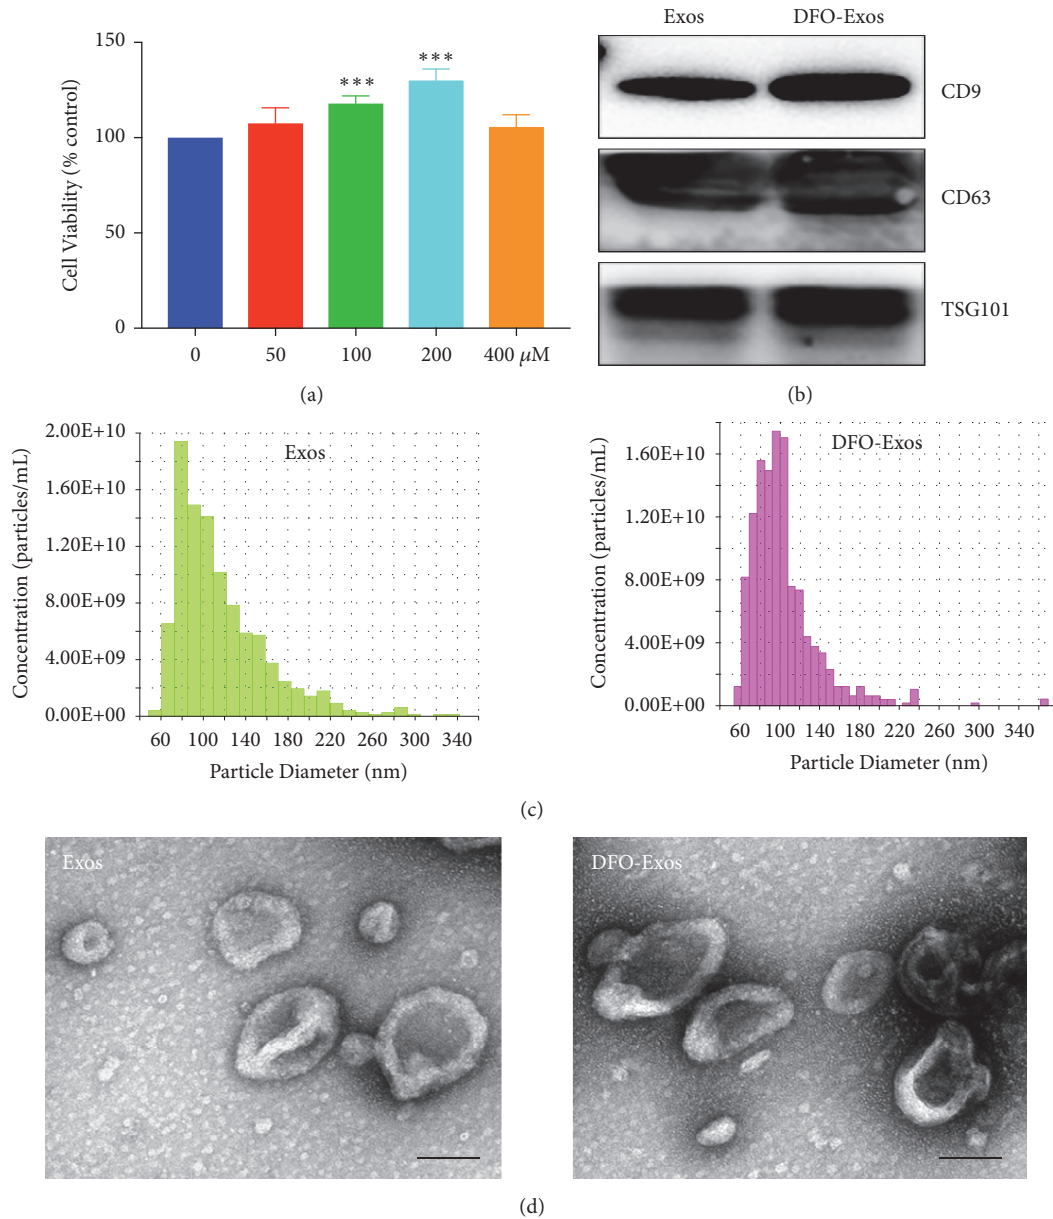 Cell Viability (% control)
150
100
50
0
***
***
0 50 100 200 400 μM
(a)
Exos DFO-Exos
CD9
CD63
TSG101
(b)
Concentration (particles/mL)
2.00E+10
1.60E+10
1.20E+10
8.00E+09
4.00E+09
0.00E+00
Exos
60 100 140 180 220 260 300 340
Particle Diameter (nm)
Concentration (particles/mL)
1.60E+10
1.20E+10
8.00E+09
4.00E+09
0.00E+00
DFO-Exos
60 100 140 180 220 260 300 340
Particle Diameter (nm)
(c)
Exos
DFO-Exos
(d)